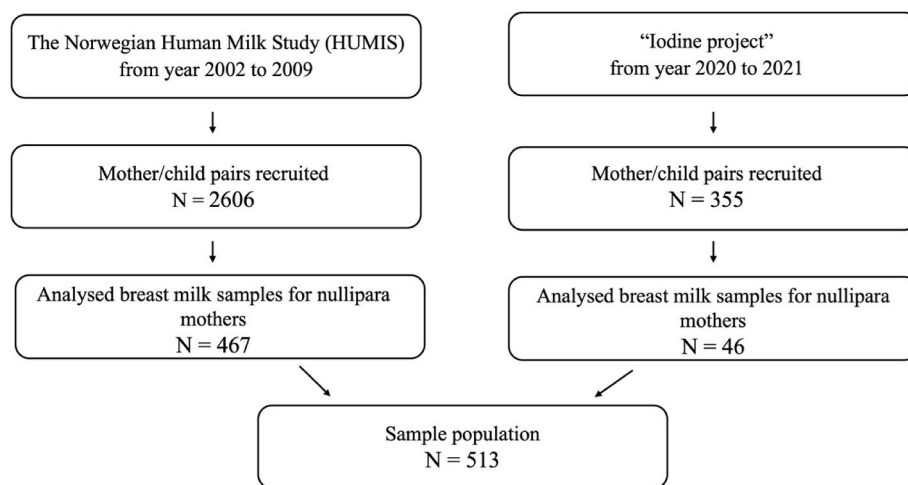 The Norwegian Human Milk Study (HUMIS)
from year 2002 to 2009
“Iodine project”
from year 2020 to 2021
Mother/child pairs recruited
N = 2606
Mother/child pairs recruited
N = 355
Analysed breast milk samples for nullipara
mothers
N = 467
Analysed breast milk samples for nullipara
mothers
N = 46
Sample population
N = 513